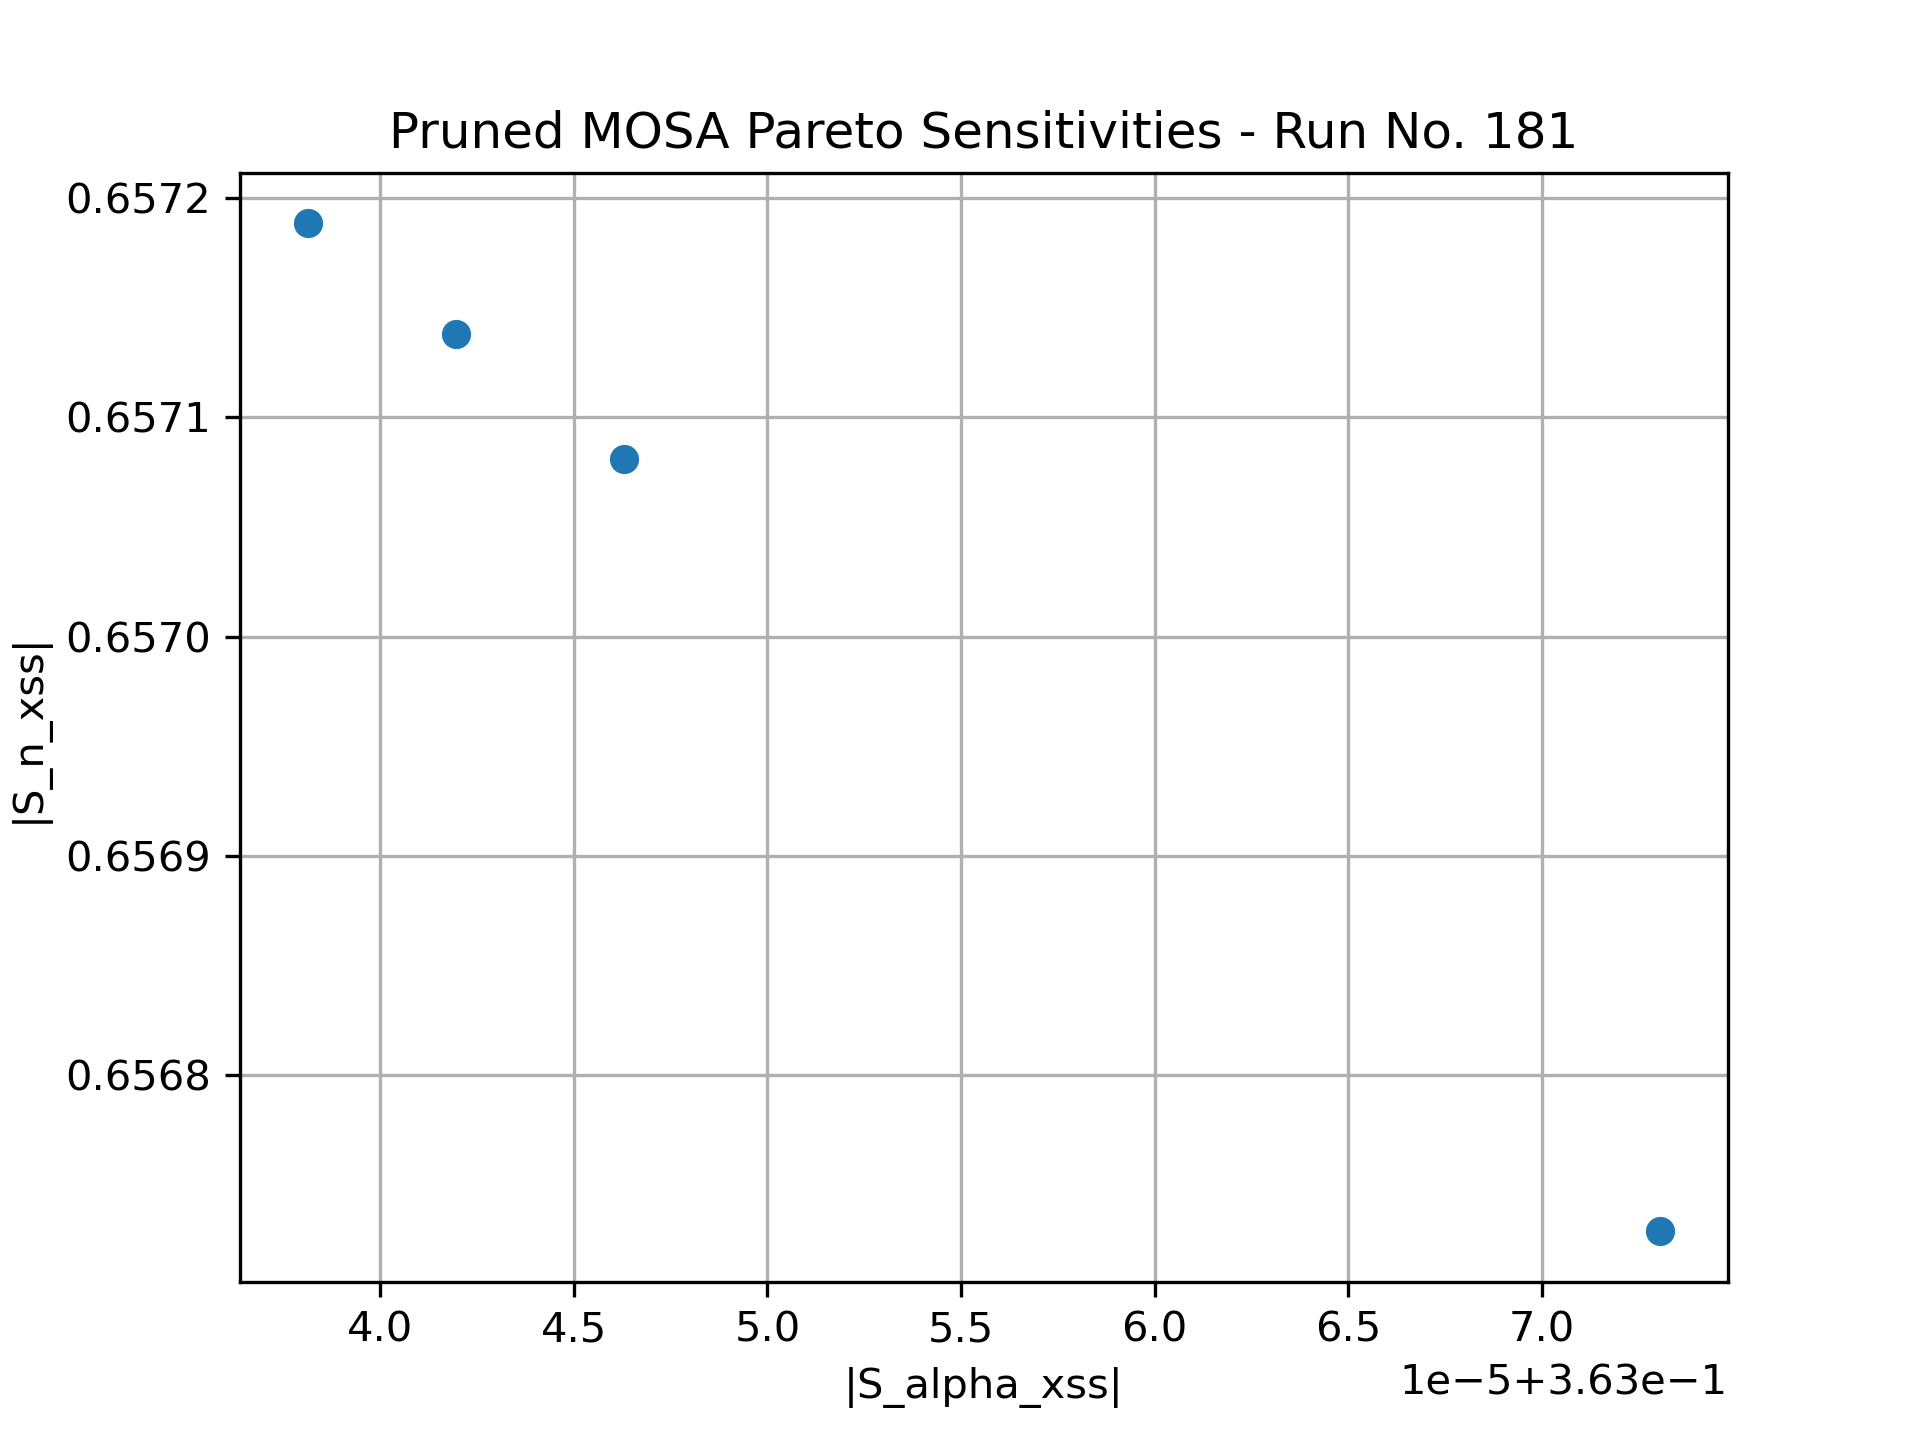 Pruned MOSA Pareto Sensitivities - Run No. 181
0.6572
0.6571
0.6570
0.6569
0.6568
|S_n_xss|
4.0 4.5 5.0 5.5 6.0 6.5 7.0
|S_alpha_xss|
1e−5+3.63e−1